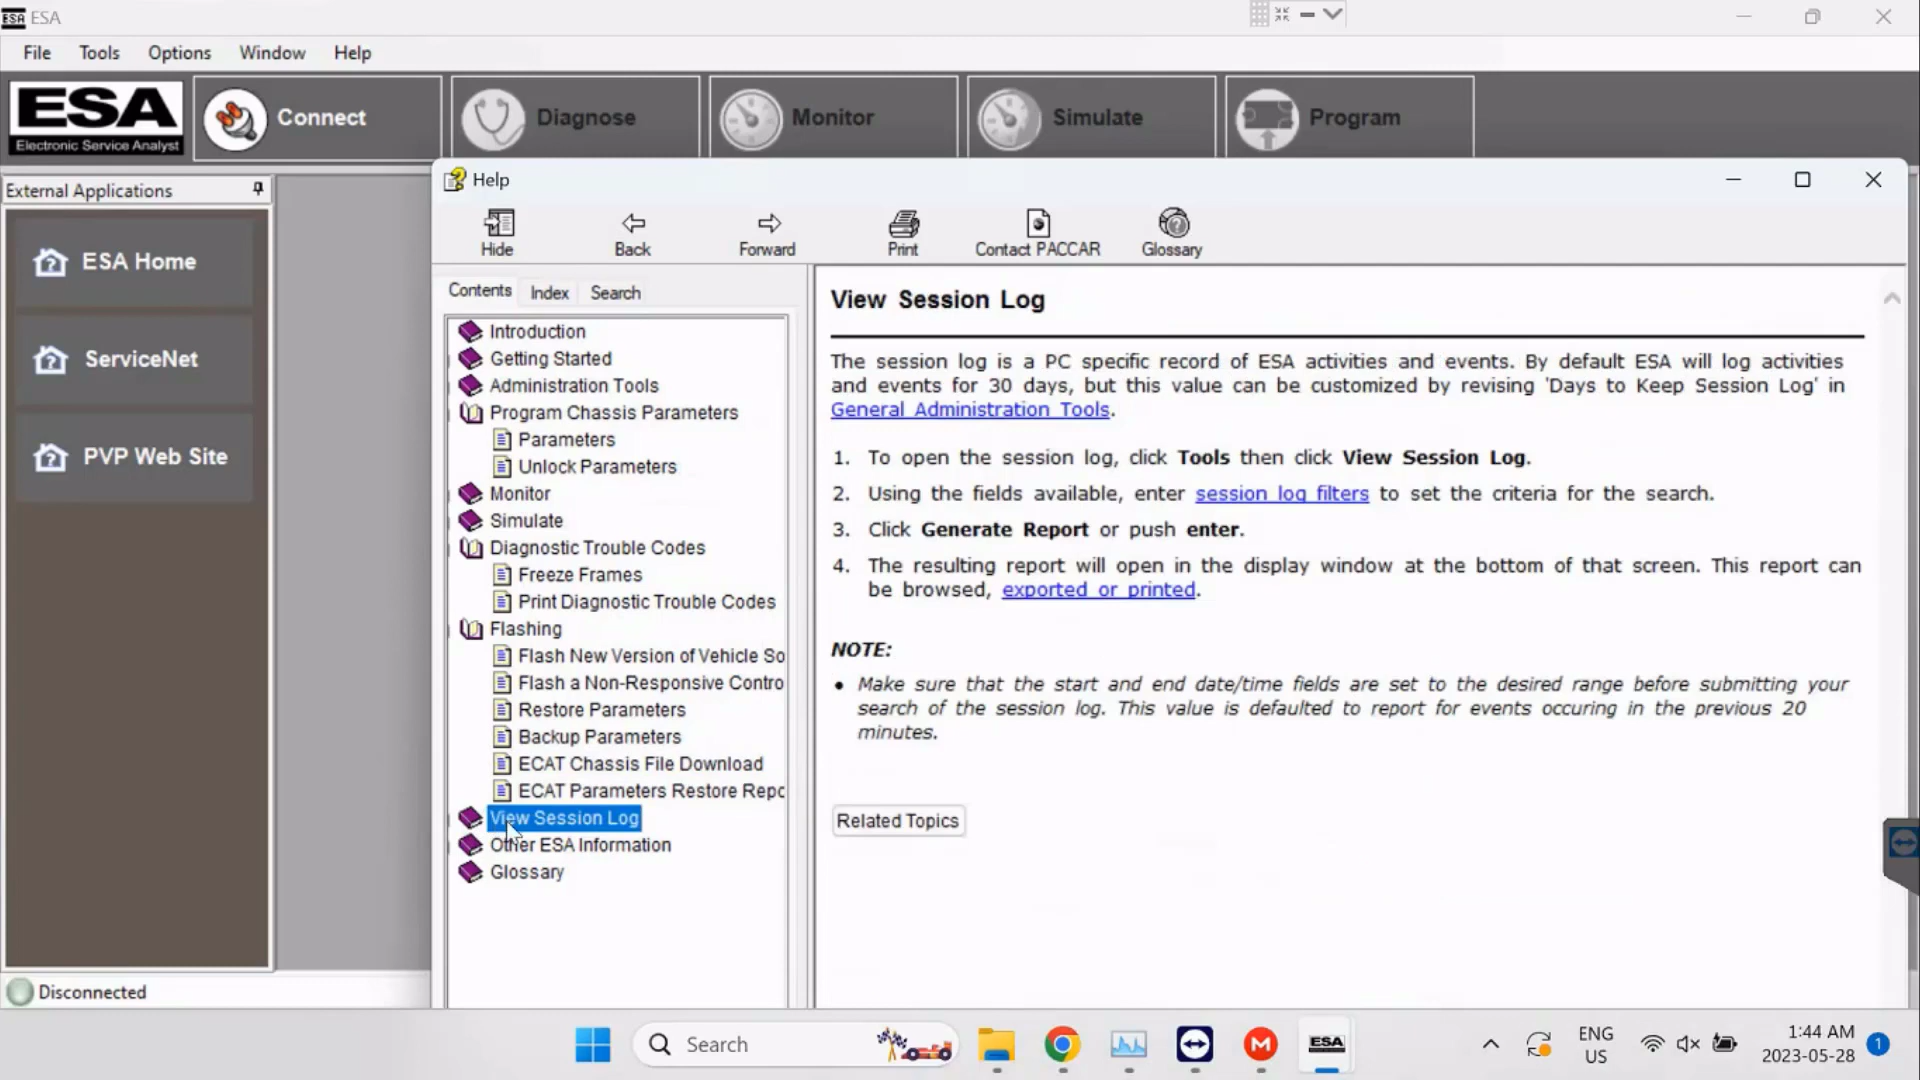 ESA ESA
File Tools Options Window Help
ESA
Electronic Service Analyst
Connect
Diagnose
Monitor
Simulate
Program
External Applications
ESA Home
ServiceNet
PVP Web Site
Disconnected
Help
Hide Back Forward Print Contact PACCAR Glossary
Contents Index Search
Introduction
Getting Started
Administration Tools
Program Chassis Parameters
Parameters
Unlock Parameters
Monitor
Simulate
Diagnostic Trouble Codes
Freeze Frames
Print Diagnostic Trouble Codes
Flashing
Flash New Version of Vehicle So
Flash a Non-Responsive Contro
Restore Parameters
Backup Parameters
ECAT Chassis File Download
ECAT Parameters Restore Repo
View Session Log
Other ESA Information
Glossary
View Session Log
The session log is a PC specific record of ESA activities and events. By default ESA will log activities
and events for 30 days, but this value can be customized by revising 'Days to Keep Session Log' in
General Administration Tools.
1. To open the session log, click Tools then click View Session Log.
2. Using the fields available, enter session log filters to set the criteria for the search.
3. Click Generate Report or push enter.
4. The resulting report will open in the display window at the bottom of that screen. This report can
be browsed, exported or printed.
NOTE:
• Make sure that the start and end date/time fields are set to the desired range before submitting your
search of the session log. This value is defaulted to report for events occuring in the previous 20
minutes.
Related Topics
Search
M
ESA
ENG
US
1:44 AM
2023-05-28
1